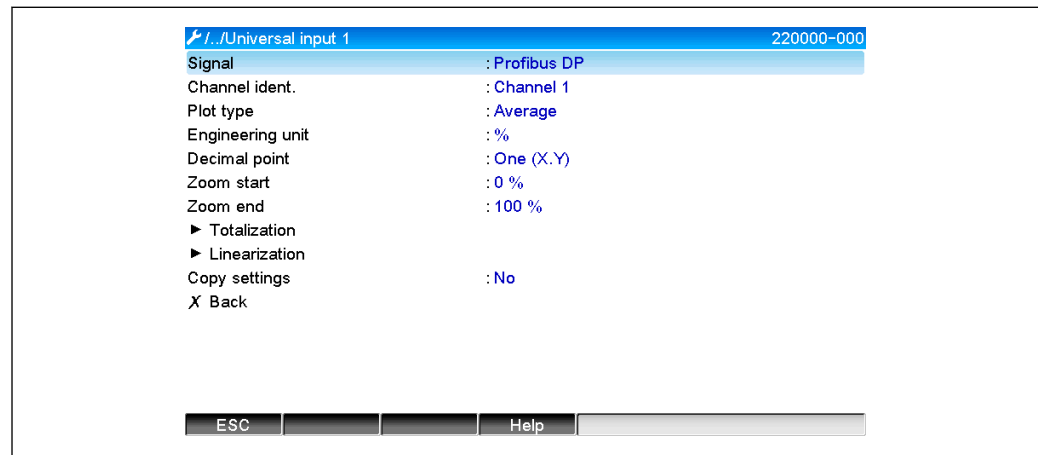 /../Universal input 1 220000-000
Signal : Profibus DP
Channel ident. : Channel 1
Plot type : Average
Engineering unit : %
Decimal point : One (X.Y)
Zoom start : 0 %
Zoom end : 100 %
► Totalization
► Linearization
Copy settings : No
X Back
ESC Help